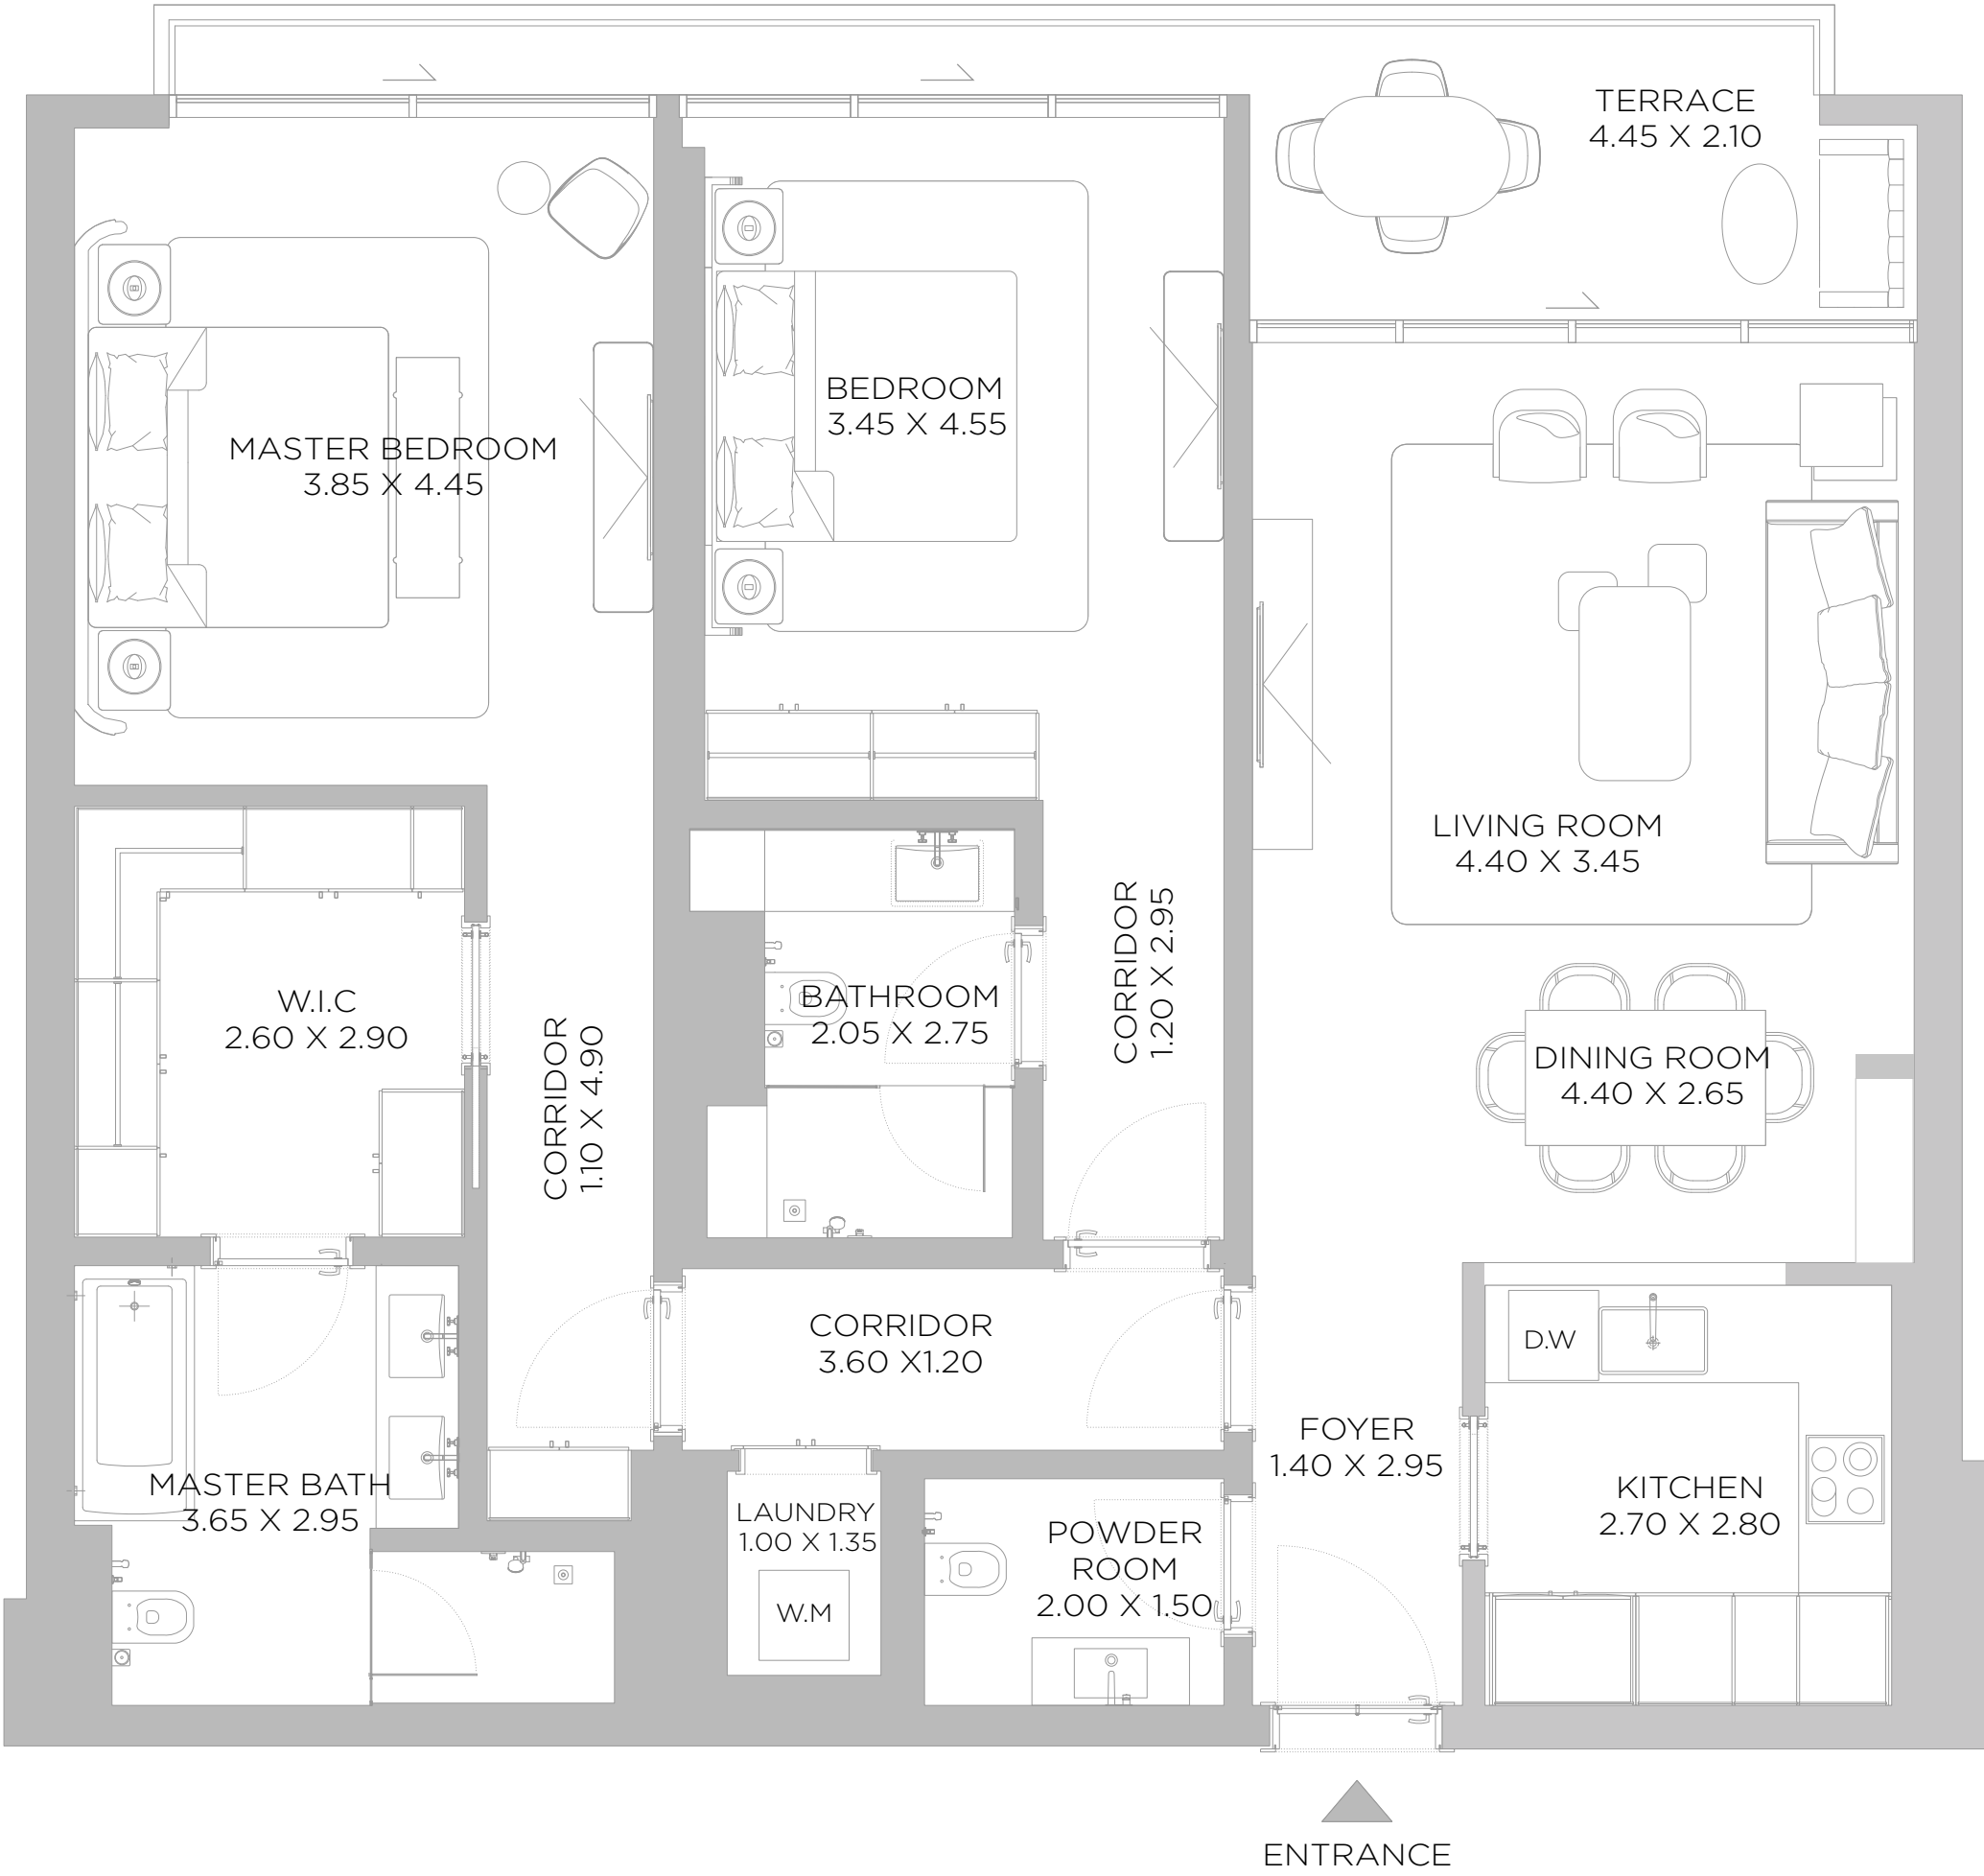 TERRACE
4.45 X 2.10
BEDROOM
3.45 X 4.55
MASTER BEDROOM
3.85 X 4.45
LIVING ROOM
4.40 X 3.45
W.I.C
2.60 X 2.90
BATHROOM
2.05 X 2.75
CORRIDOR
1.20 X 2.95
CORRIDOR
1.10 X 4.90
DINING ROOM
4.40 X 2.65
CORRIDOR
3.60 X1.20
D.W
FOYER
1.40 X 2.95
KITCHEN
2.70 X 2.80
MASTER BATH
3.65 X 2.95
LAUNDRY
1.00 X 1.35
W.M
POWDER
ROOM
2.00 X 1.50
ENTRANCE